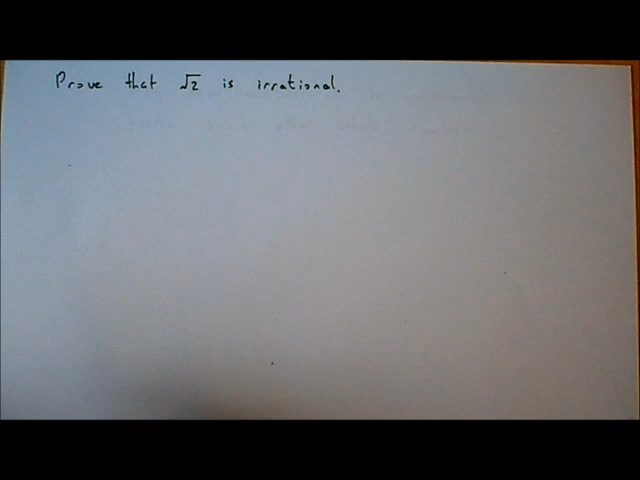 Prove that √2 is irrational.